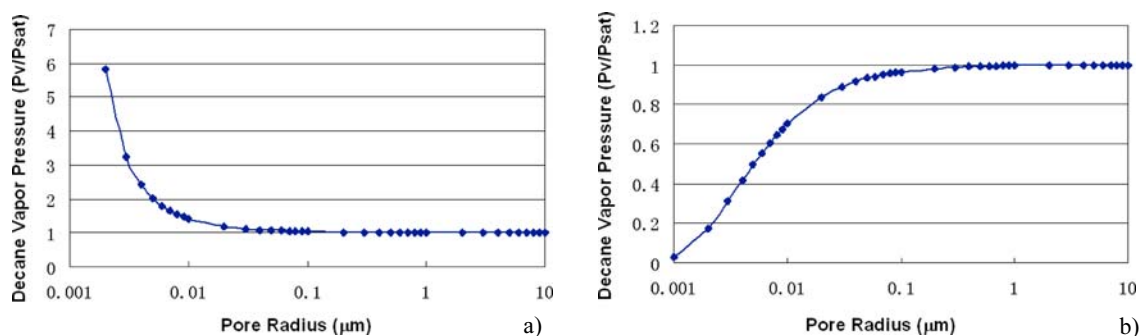 Decane Vapor Pressure (Pv/Psat)
7
6
5
4
3
2
1
0
0.001 0.01 0.1 1 10
Pore Radius (μm)
a)
Decane Vapor Pressure (Pv/Psat)
1.2
1
0.8
0.6
0.4
0.2
0
0.001 0.01 0.1 1 10
Pore Radius (μm)
b)